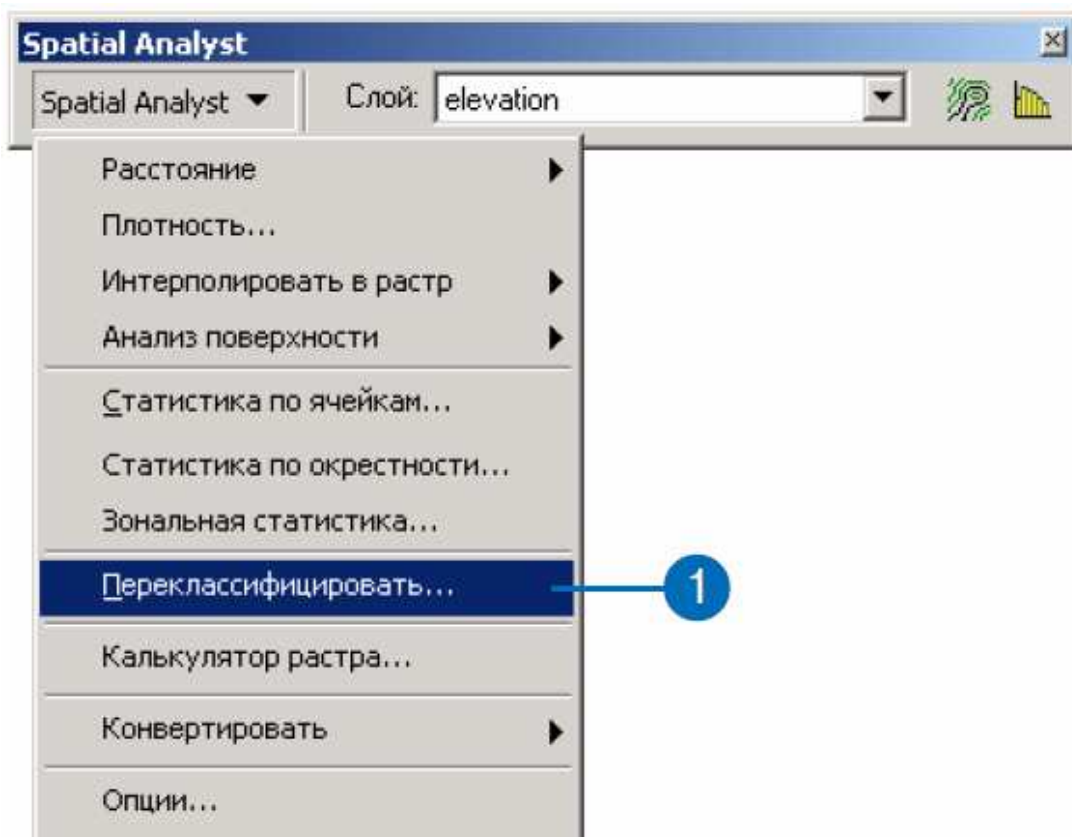 Spatial Analyst
Spatial Analyst Слой: elevation
Расстояние
Плотность...
Интерполировать в растр
Анализ поверхности
Статистика по ячейкам...
Статистика по окрестности...
Зональная статистика...
Переклассифицировать... 1
Калькулятор растра...
Конвертировать
Опции...